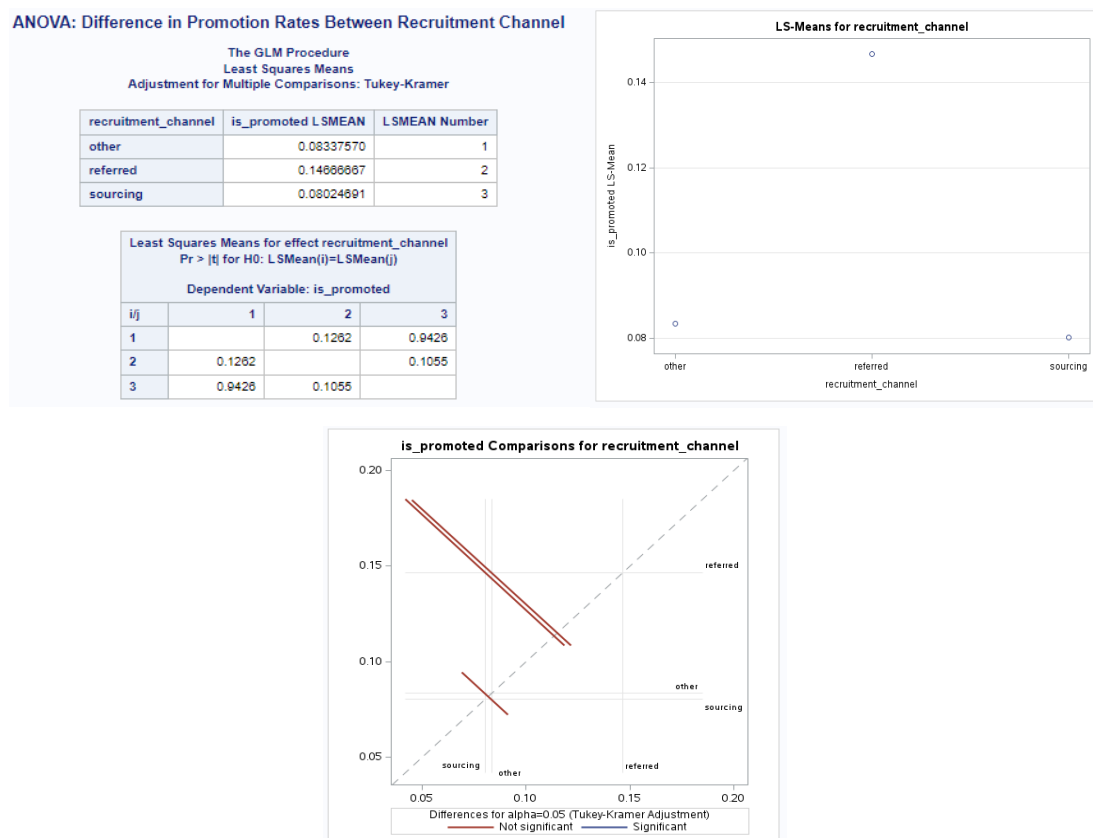 ANOVA: Difference in Promotion Rates Between Recruitment Channel
The GLM Procedure
Least Squares Means
Adjustment for Multiple Comparisons: Tukey-Kramer
recruitment_channel is_promoted LSMEAN LSMEAN Number
other 0.08337570 1
referred 0.14666667 2
sourcing 0.08024691 3
Least Squares Means for effect recruitment_channel
Pr > |t| for H0: LSMean(i)=LSMean(j)
Dependent Variable: is_promoted
i/j 1 2 3
1 0.1262 0.9426
2 0.1262 0.1055
3 0.9426 0.1055
LS-Means for recruitment_channel
is_promoted LS-Mean
0.14
0.12
0.10
0.08
other referred sourcing
recruitment_channel
is_promoted Comparisons for recruitment_channel
0.20
0.15
0.10
0.05
referred
other
sourcing
sourcing other referred
0.05 0.10 0.15 0.20
Differences for alpha=0.05 (Tukey-Kramer Adjustment)
Not significant Significant